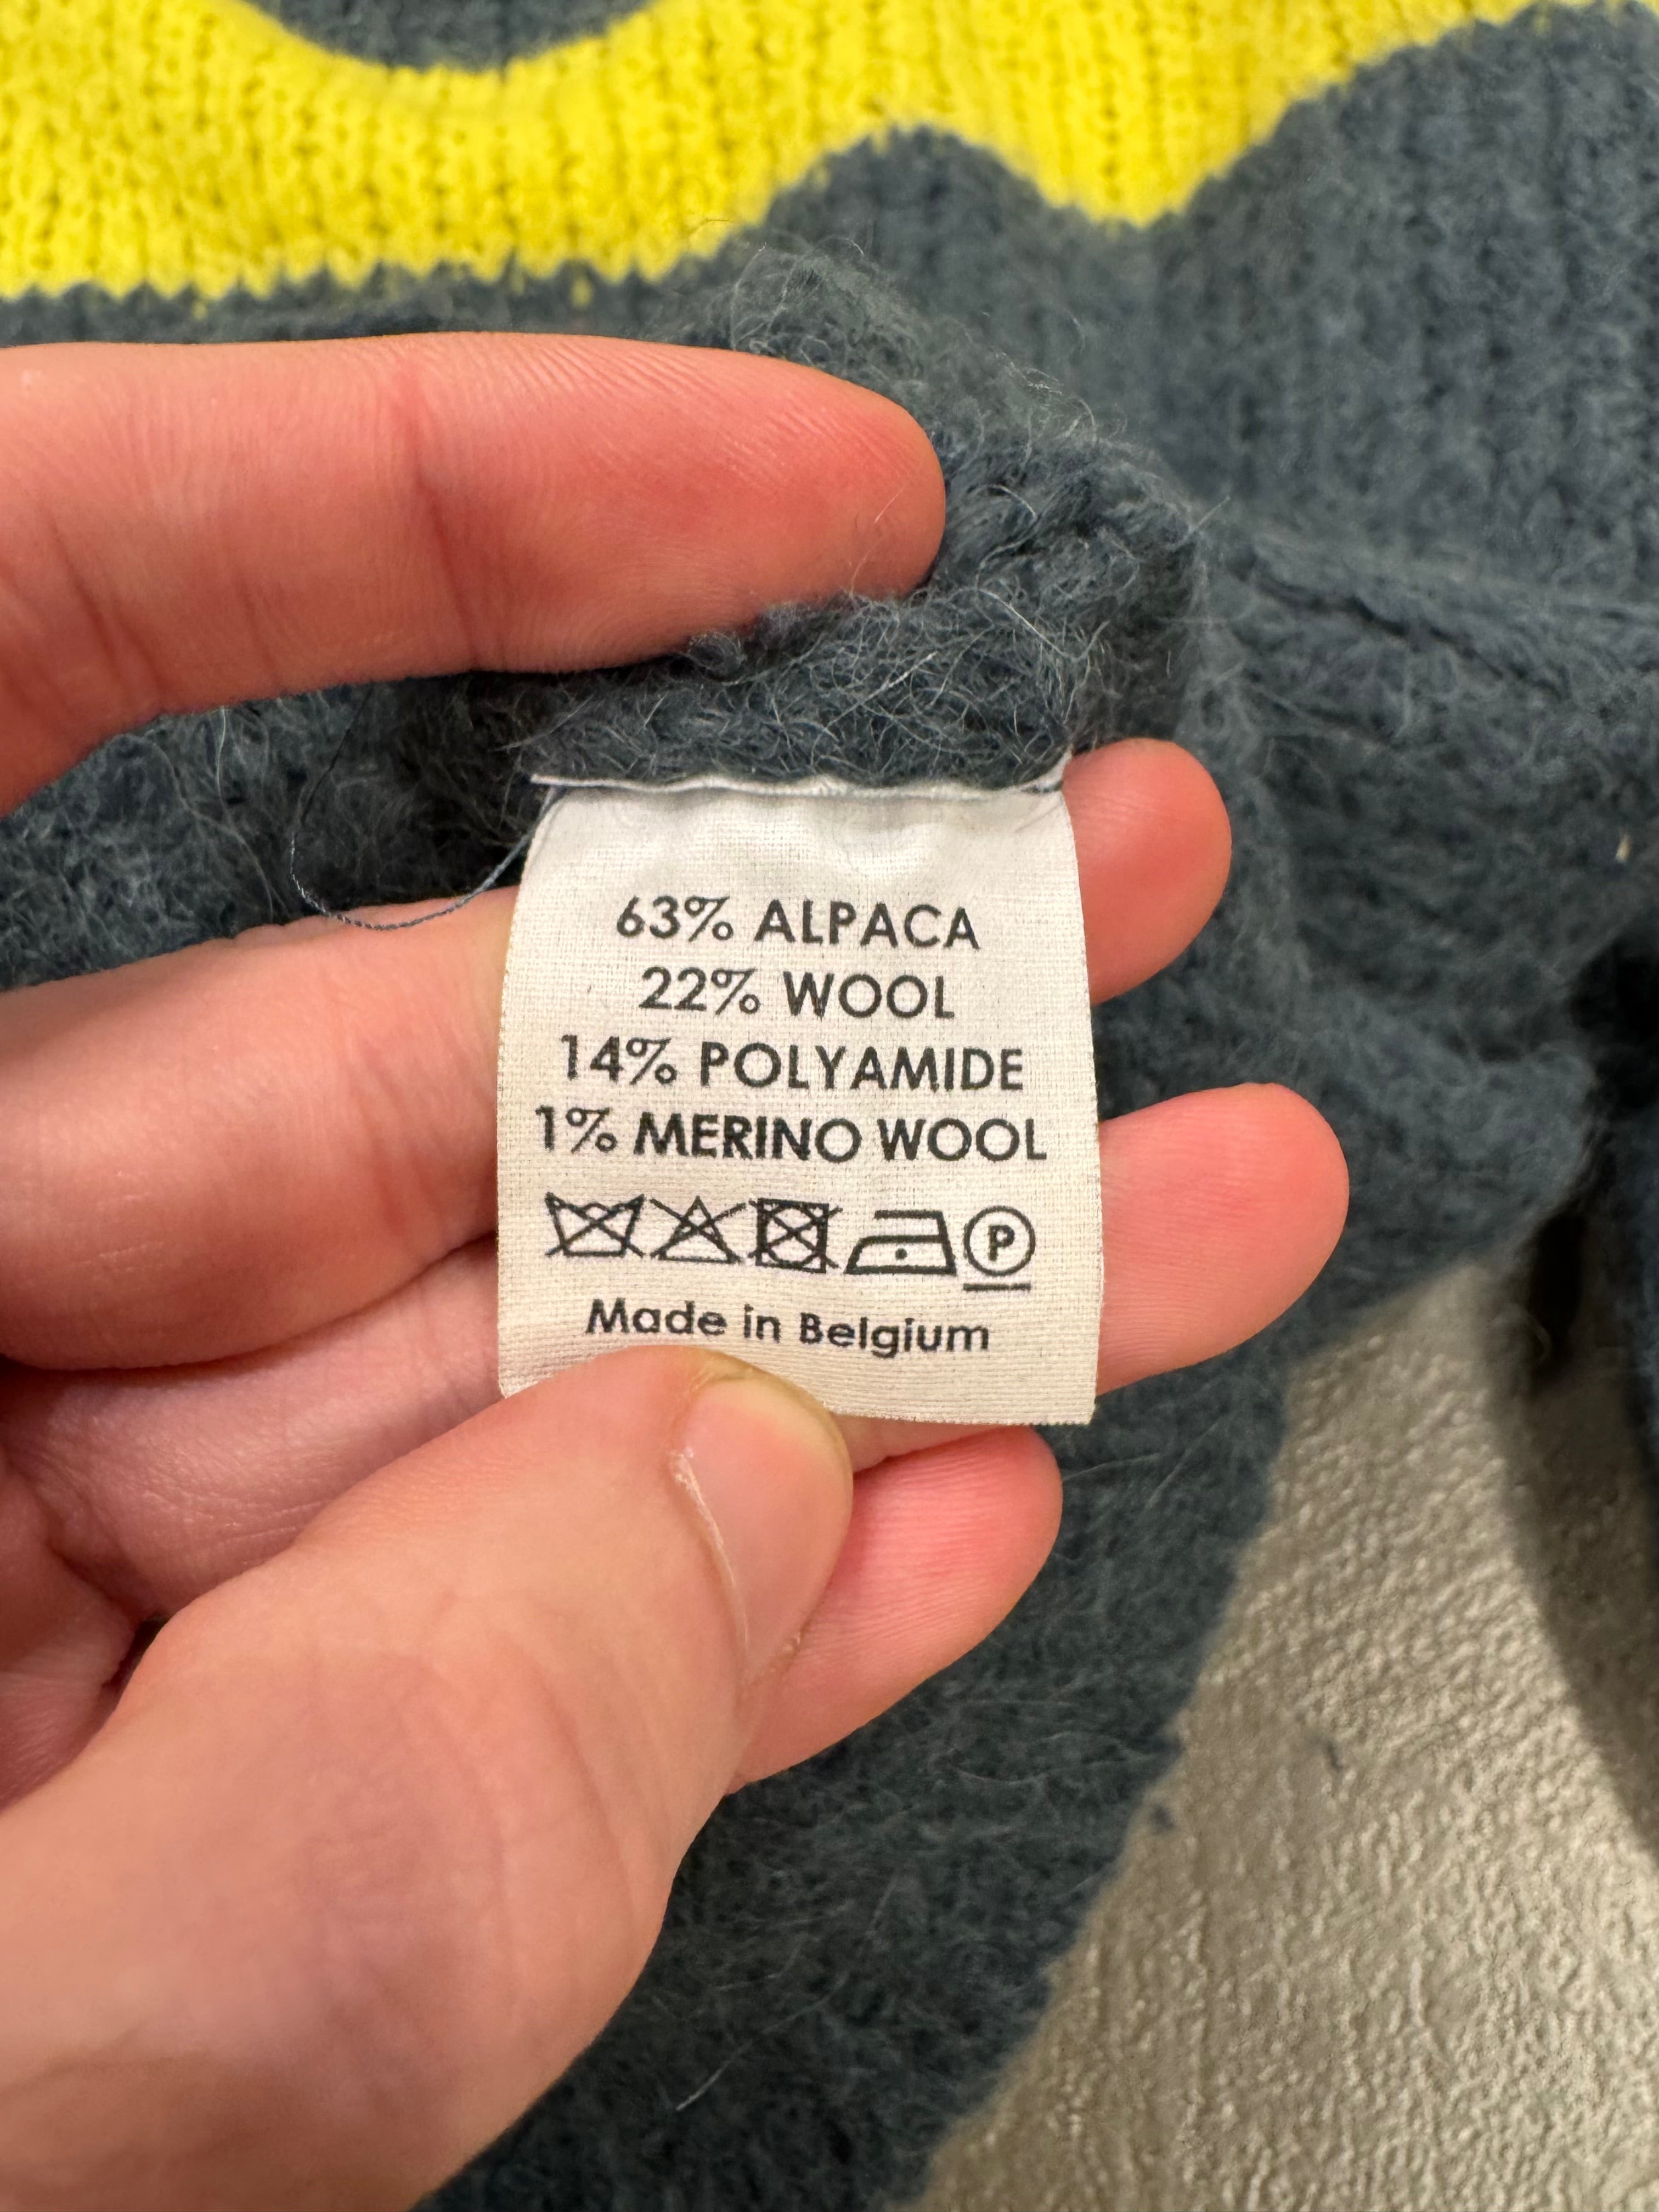 63% ALPACA
22% WOOL
14% POLYAMIDE
1% MERINO WOOL
P
Made in Belgium